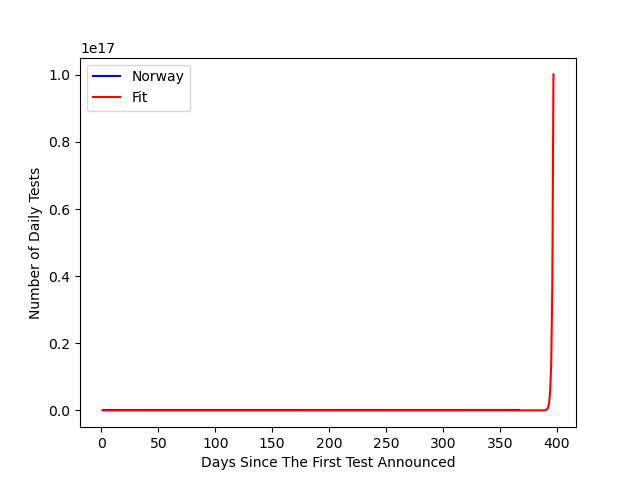 1e17
Norway
Fit
1.0
0.8
0.6
0.4
0.2
0.0
Number of Daily Tests
0 50 100 150 200 250 300 350 400
Days Since The First Test Announced